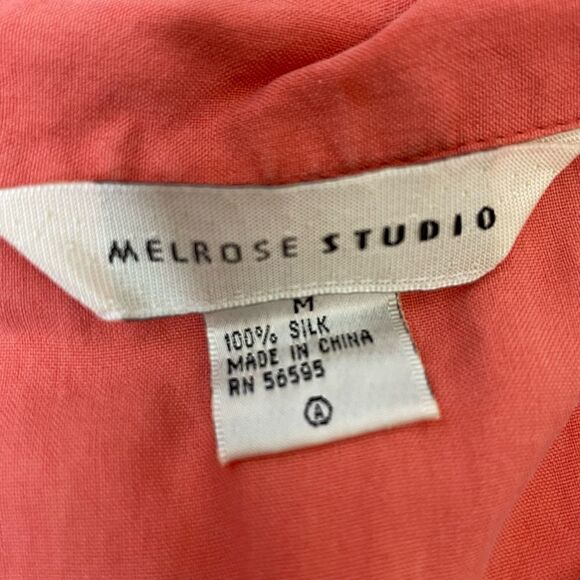 MELROSE STUDIO
M
100% SILK
MADE IN CHINA
RN 56595
A